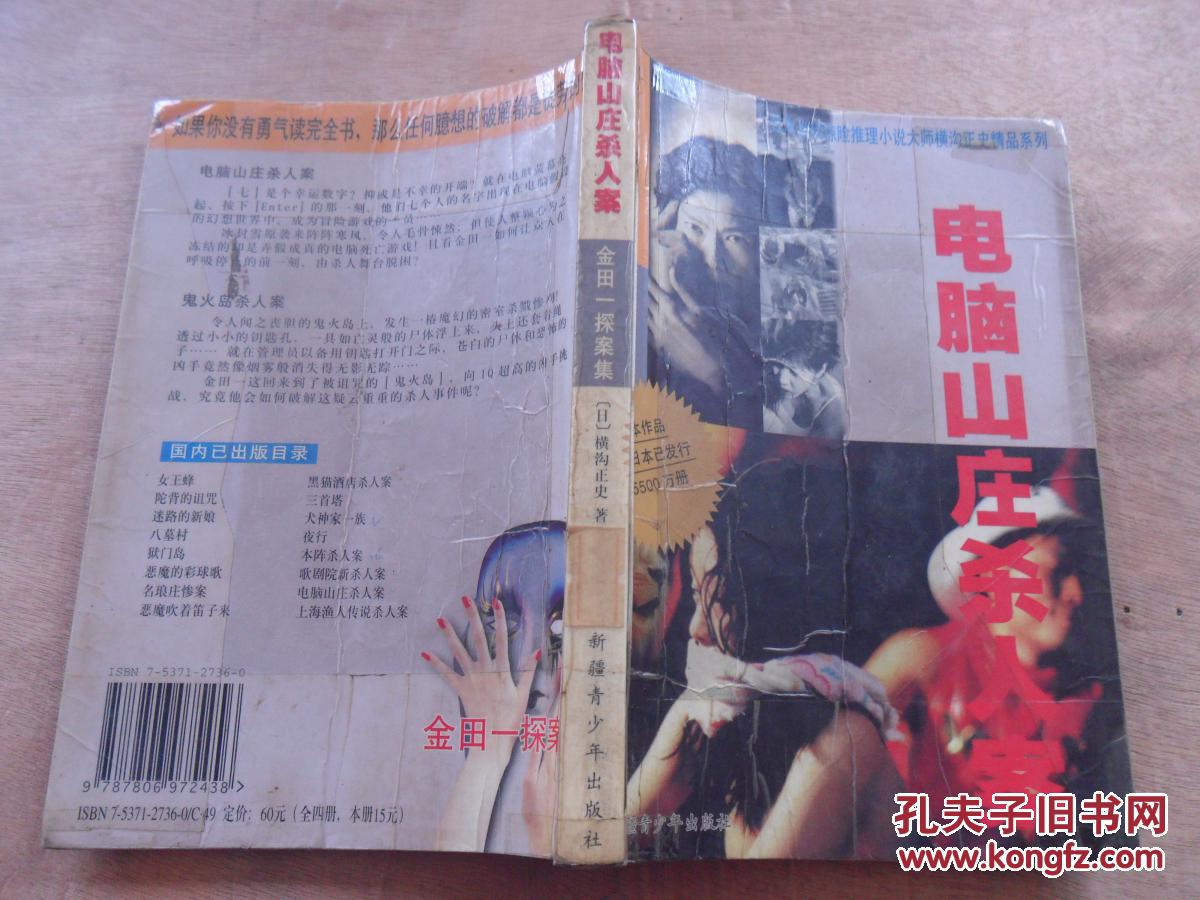 如果你没有勇气读完全书、那么任何臆想的破解都是徒劳的
电脑山庄杀人案
［七］是个幸运数字？抑或是不幸的开端？就在电脑萤幕亮
起、按下［Enter］的那一刻，他们七个人的名字出现在电脑
的幻想世界中，成为冒险游戏的一员……
冰封雪原袭来阵阵寒风，令人毛骨悚然；但使人整颗心为之
冻结的却是弄假成真的电脑死亡游戏！且看金田一如何让众人在
呼吸停 的前一刻，由杀人舞台脱困？
鬼火岛杀人案
令人闻之丧胆的鬼火岛上，发生一桩魔幻的密室杀戮惨
透过小小的钥匙孔，一具如亡灵般的尸体浮上来，头上还套着绳
子……就在管理员以备用钥匙打开门之际，苍白的尸体和恐怖的
凶手竟然像烟雾般消失得无影无踪……
金田一这回来到了被诅咒的［鬼火岛］，向IQ超高的凶手挑
战，究竟他会如何破解这疑云重重的杀人事件呢？
国内已出版目录
女王蜂 黑猫酒店杀人案
陀背的诅咒 三首塔
迷路的新娘 犬神家一族
八墓村 夜行
狱门岛 本阵杀人案
恶魔的彩球歌 歌剧院新杀人案
名琅庄惨案 电脑山庄杀人案
恶魔吹着笛子来 上海渔人传说杀人案
ISBN 7-5371-2736-0
9 787806 972438 >
ISBN 7-5371-2736-0/C·49 定价：60元（全四册，本册15元）
金田一探案
电脑山庄杀人案
金田一探案集
〔日〕横沟正史 著
新疆青少年出版社
险推理小说大师横沟正史精品系列
电脑山庄杀人案
本作品
日本已发行
5500万册
疆青少年出版社
孔夫子旧书网
www.kongfz.com